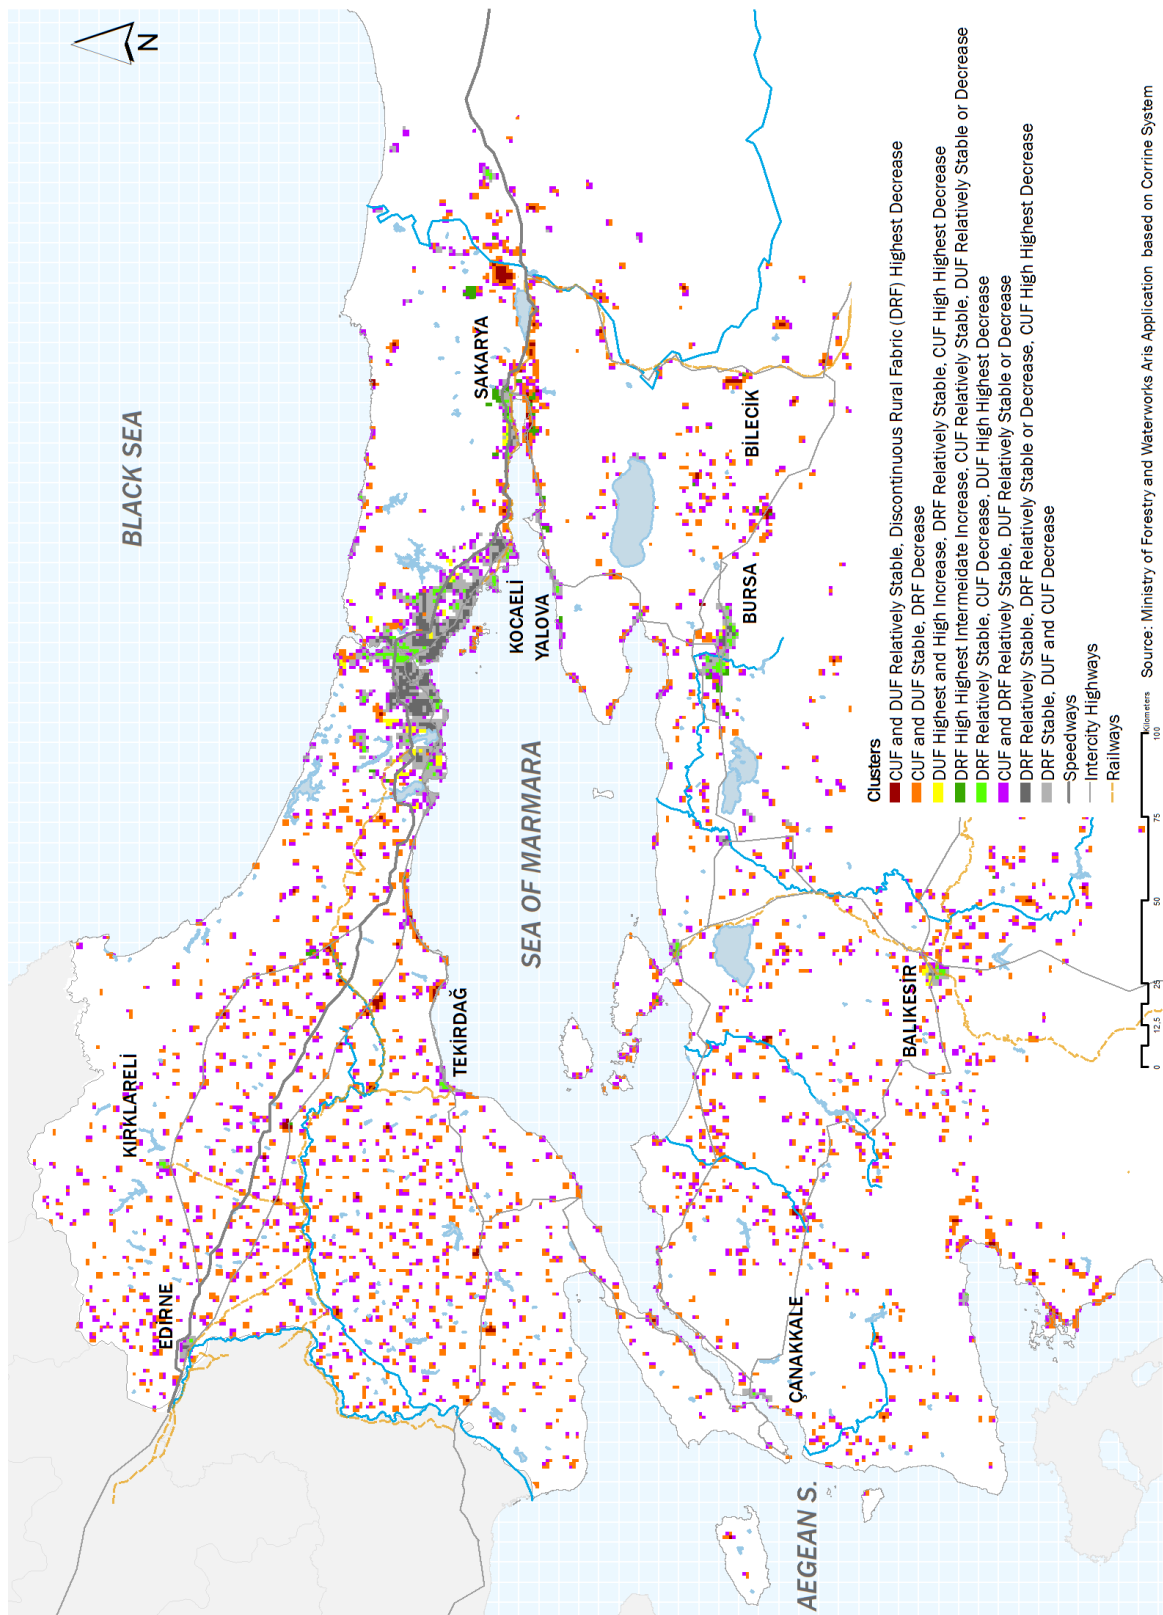 N
BLACK SEA
KIRKLARELİ
EDİRNE
TEKİRDAĞ
SAKARYA
KOCAELİ
YALOVA
SEA OF MARMARA
BURSA
BİLECİK
BALIKESİR
ÇANAKKALE
AEGEAN S.
Clusters
CUF and DUF Relatively Stable, Discontinuous Rural Fabric (DRF) Highest Decrease
CUF and DUF Stable, DRF Decrease
DUF Highest and High Increase, DRF Relatively Stable, CUF High Highest Decrease
DRF High Highest Intermeidate Increase, CUF Relatively Stable, DUF Relatively Stable or Decrease
DRF Relatively Stable, CUF Decrease, DUF High Highest Decrease
CUF and DRF Relatively Stable, DUF Relatively Stable or Decrease
DUF Relatively Stable, DRF Relatively Stable or Decrease, CUF High Highest Decrease
DRF Stable, DUF and CUF Decrease
Speedways
Intercity Highways
Railways
0 12,5 25 50 75 100
Kilometers
Source: Ministry of Forestry and Waterworks Aris Application based on Corrine System